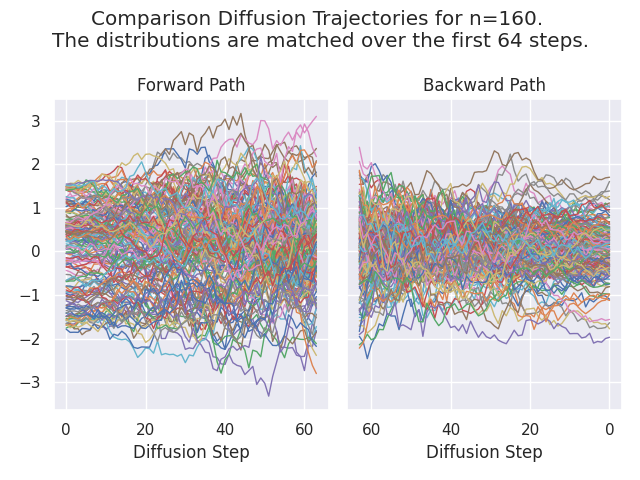 Comparison Diffusion Trajectories for n=160.
The distributions are matched over the first 64 steps.
Forward Path
Backward Path
3
2
1
0
−1
−2
−3
0 20 40 60
60 40 20 0
Diffusion Step
Diffusion Step